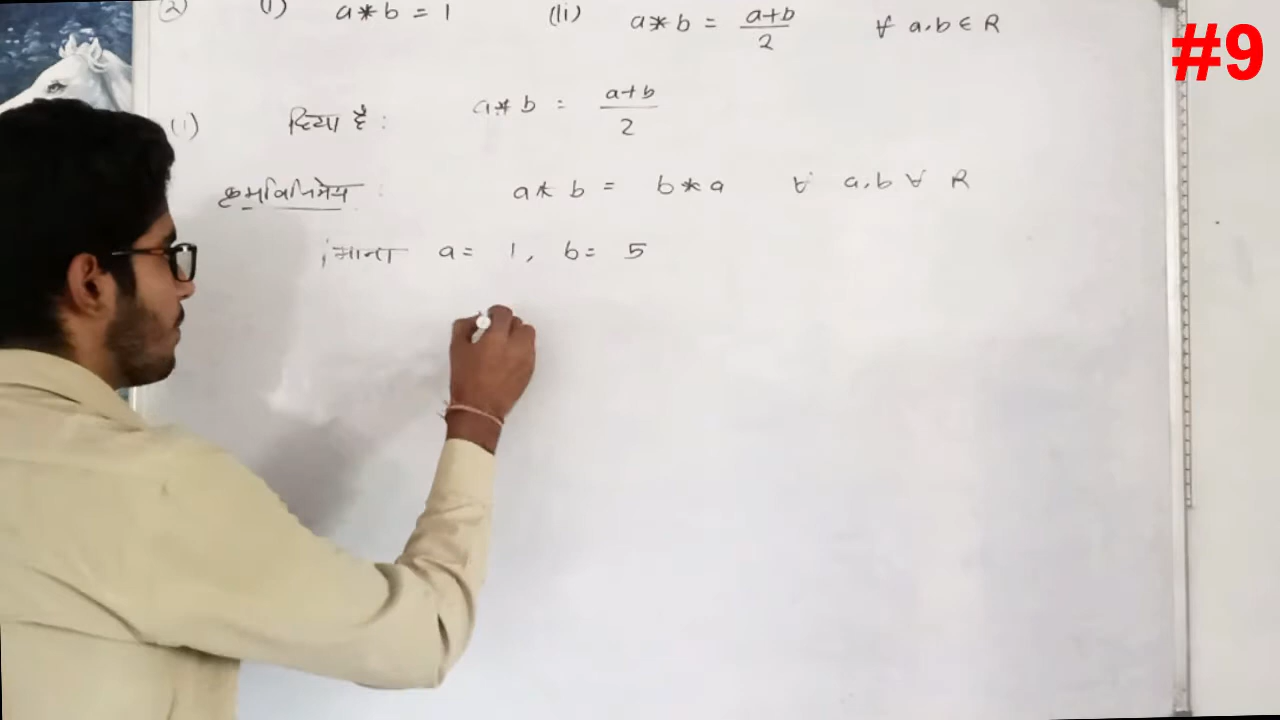 ② (i) a * b = 1 (ii) a * b = a+b/2 ∀ a,b ∈ R
#9
(i) दिया है : a * b = a+b/2
क्रमविनिमेय : a * b = b * a ∀ a,b ∀ R
माना a = 1, b = 5